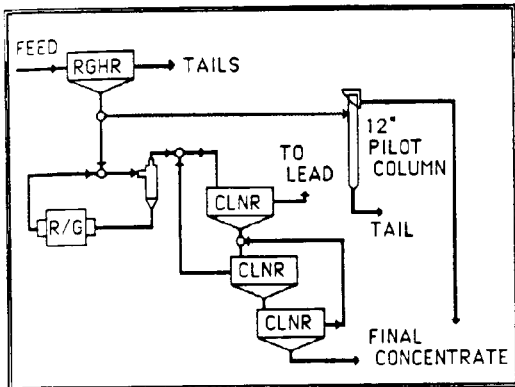 FEED
RGHR
TAILS
12"
PILOT
COLUMN
TO
LEAD
CLNR
TAIL
R/G
CLNR
CLNR
FINAL
CONCENTRATE